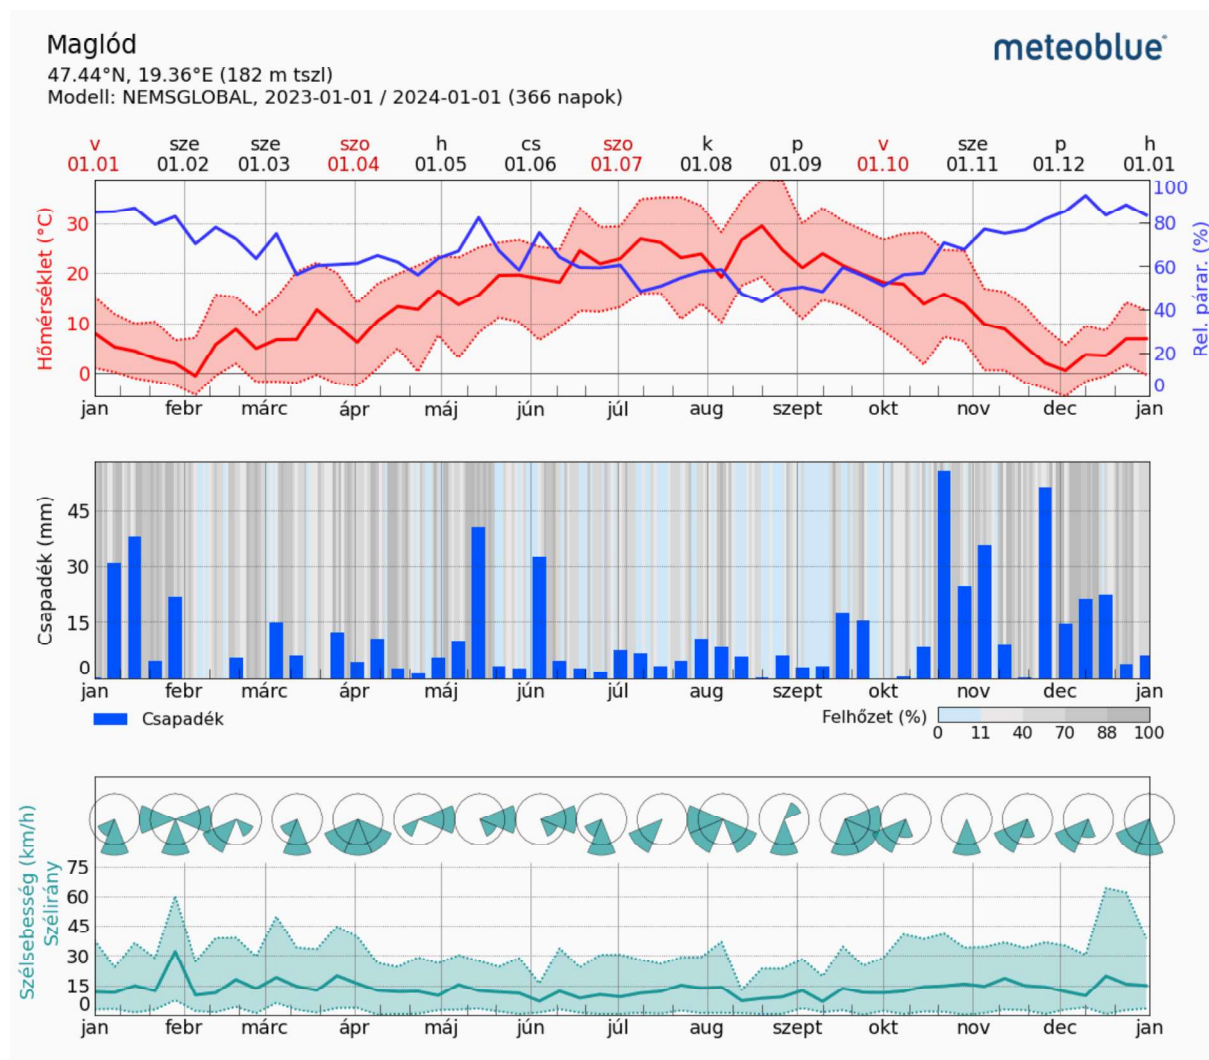 Maglód
meteoblue®
47.44°N, 19.36°E (182 m tszl)
Modell: NEMSGLOBAL, 2023-01-01 / 2024-01-01 (366 napok)
v sze sze szo h cs szo k p v sze p h
01.01 01.02 01.03 01.04 01.05 01.06 01.07 01.08 01.09 01.10 01.11 01.12 01.01
Hőmérséklet (°C)
30
20
10
0
100
80
60
40
20
0
Rel. párar. (%)
jan febr márc ápr máj jún júl aug szept okt nov dec jan
Csapadék (mm)
45
30
15
0
jan febr márc ápr máj jún júl aug szept okt nov dec jan
Csapadék
Felhőzet (%)
0 11 40 70 88 100
Szélsebesség (km/h)
Szélirány
75
60
45
30
15
0
jan febr márc ápr máj jún júl aug szept okt nov dec jan